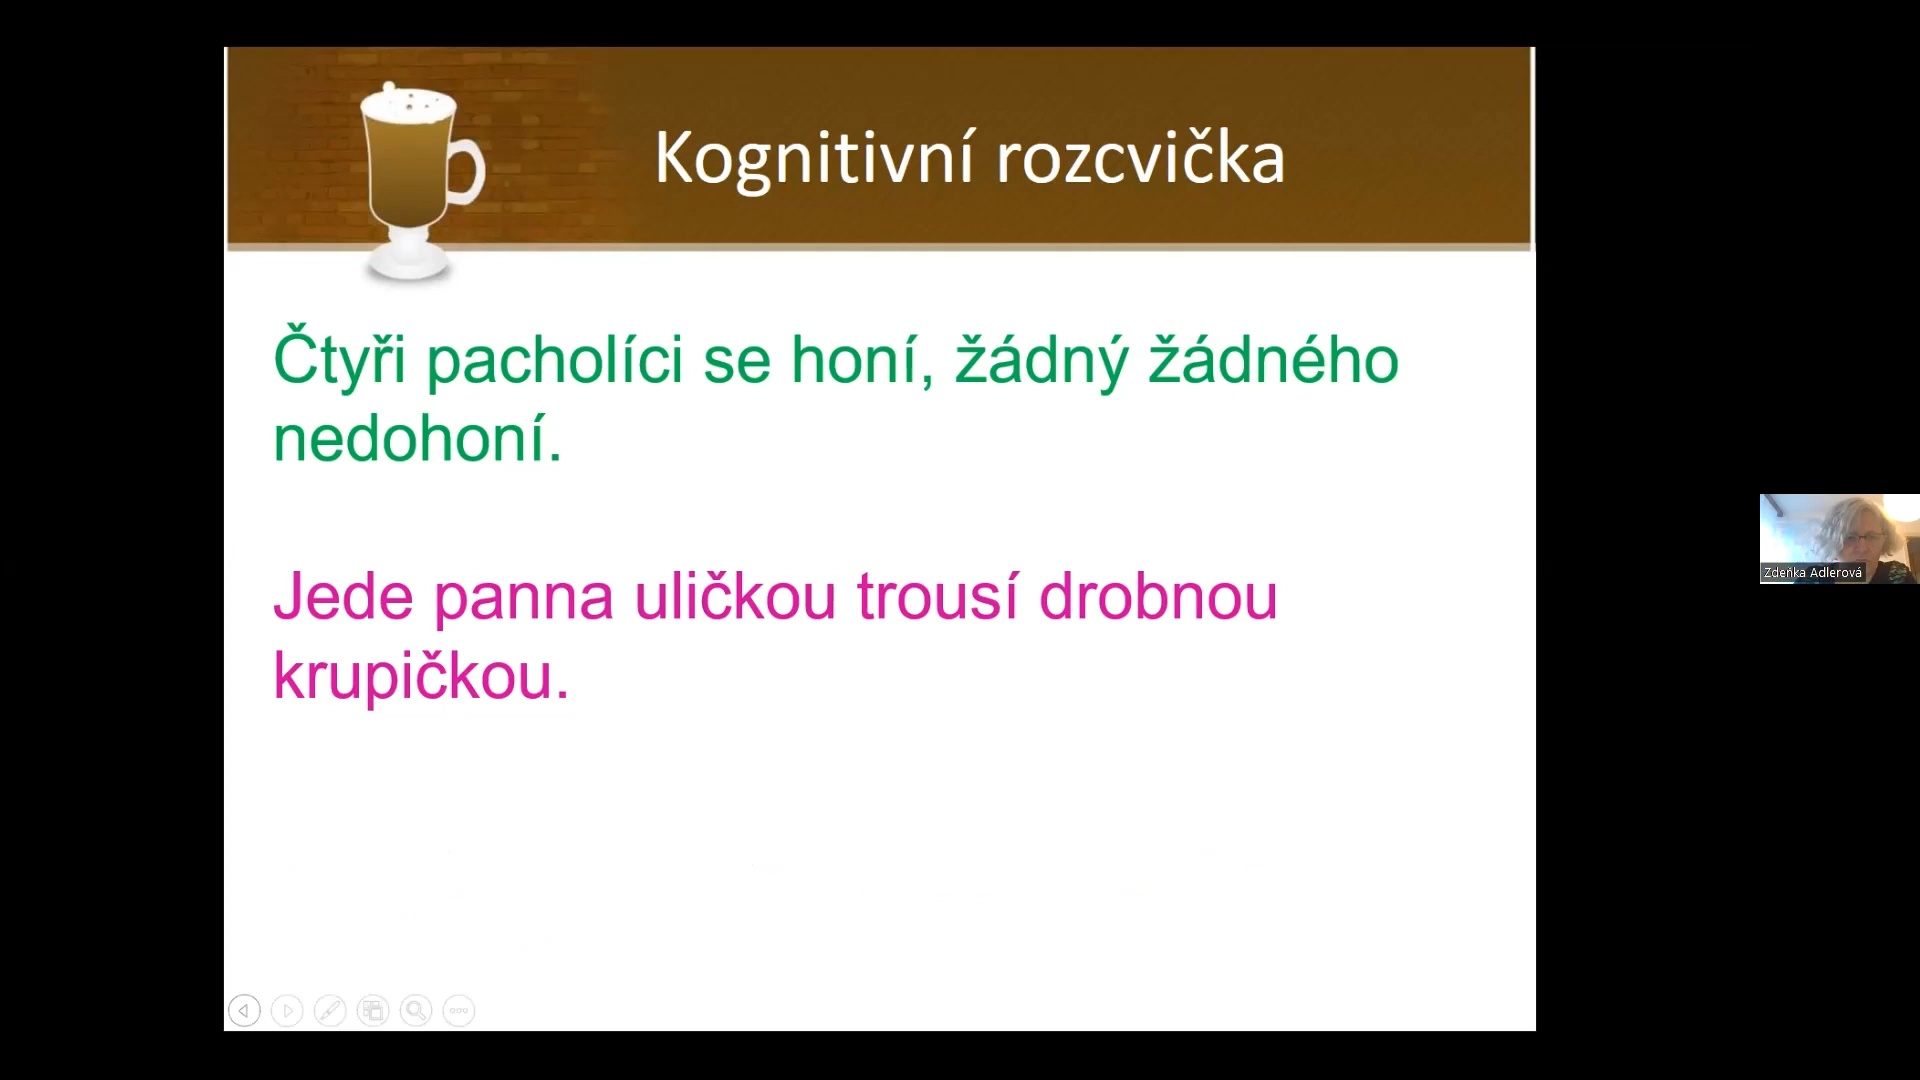 Kognitivní rozcvička
Čtyři pacholíci se honí, žádný žádného
nedohoní.
Jede panna uličkou trousí drobnou
krupičkou.
Zdeňka Adlerová